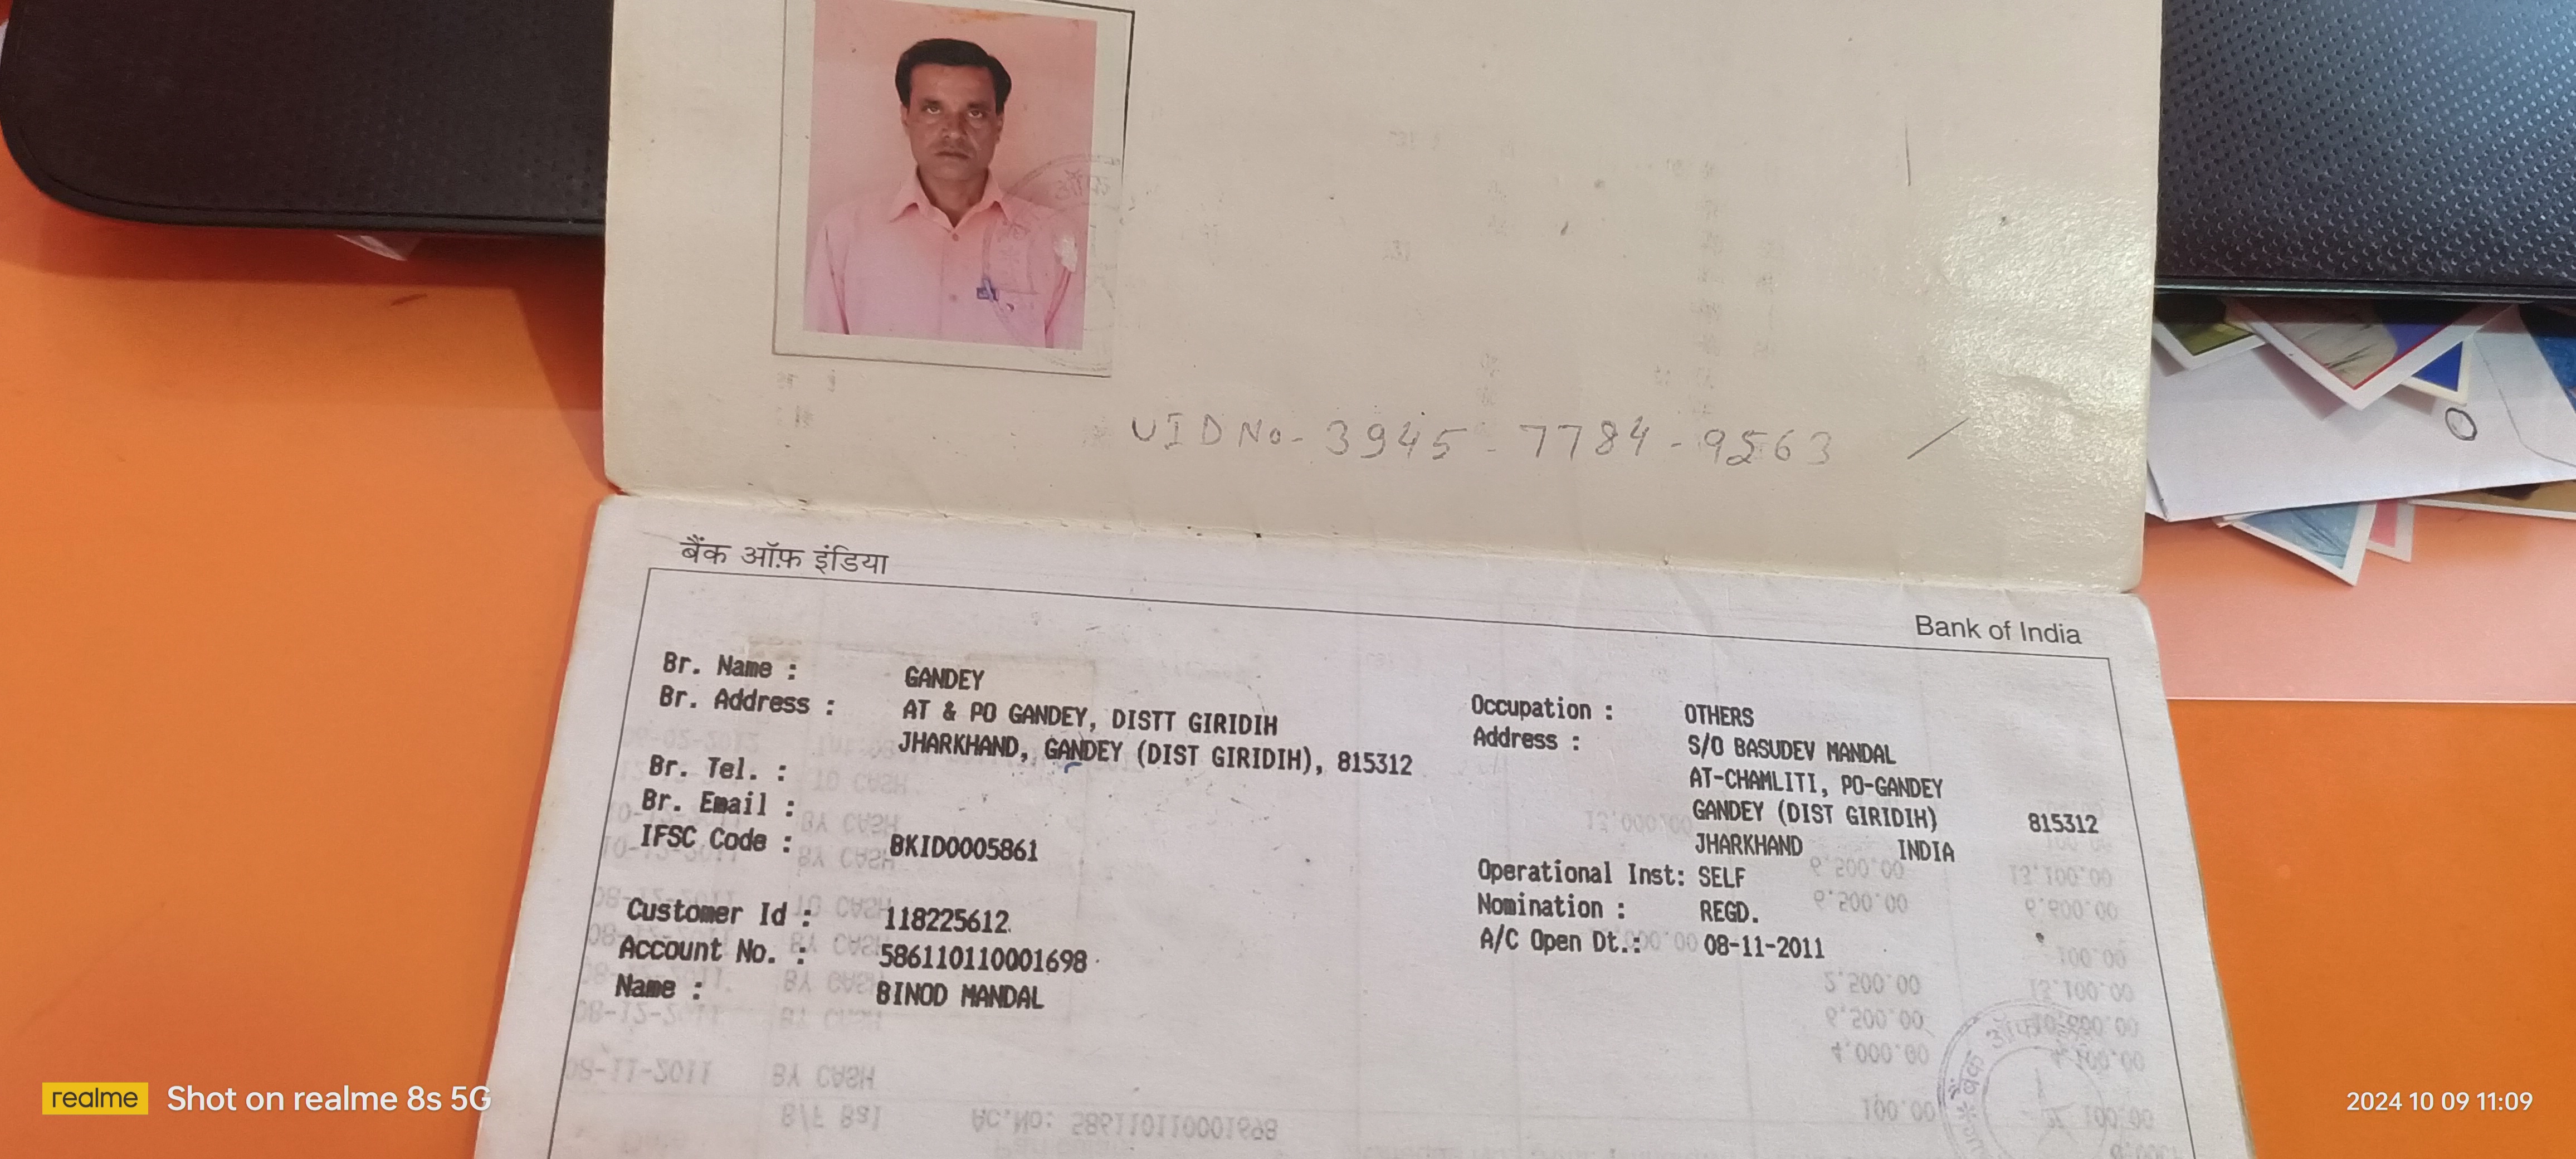 UID No- 3945 - 7784 - 9563 /
बैंक ऑफ़ इंडिया
Bank of India
Br. Name : GANDEY
Br. Address : AT & PO GANDEY, DISTT GIRIDIH
JHARKHAND, GANDEY (DIST GIRIDIH), 815312
Br. Tel. :
Br. Email :
IFSC Code : BKID0005861
Customer Id : 118225612
Account No. : 586110110001698
Name : BINOD MANDAL
Occupation : OTHERS
Address : S/O BASUDEV MANDAL
AT-CHAMLITI, PO-GANDEY
GANDEY (DIST GIRIDIH) 815312
JHARKHAND INDIA
Operational Inst: SELF
Nomination : REGD.
A/C Open Dt.: 08-11-2011
realme Shot on realme 8s 5G
2024 10 09 11:09